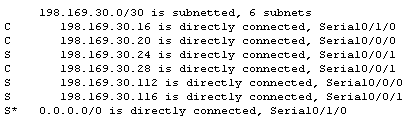 198.169.30.0/30 is subnetted, 6 subnets
C 198.169.30.16 is directly connected, Serial0/1/0
C 198.169.30.20 is directly connected, Serial0/0/0
S 198.169.30.24 is directly connected, Serial0/0/1
C 198.169.30.28 is directly connected, Serial0/0/1
S 198.169.30.112 is directly connected, Serial0/0/0
S 198.169.30.116 is directly connected, Serial0/0/1
S* 0.0.0.0/0 is directly connected, Serial0/1/0